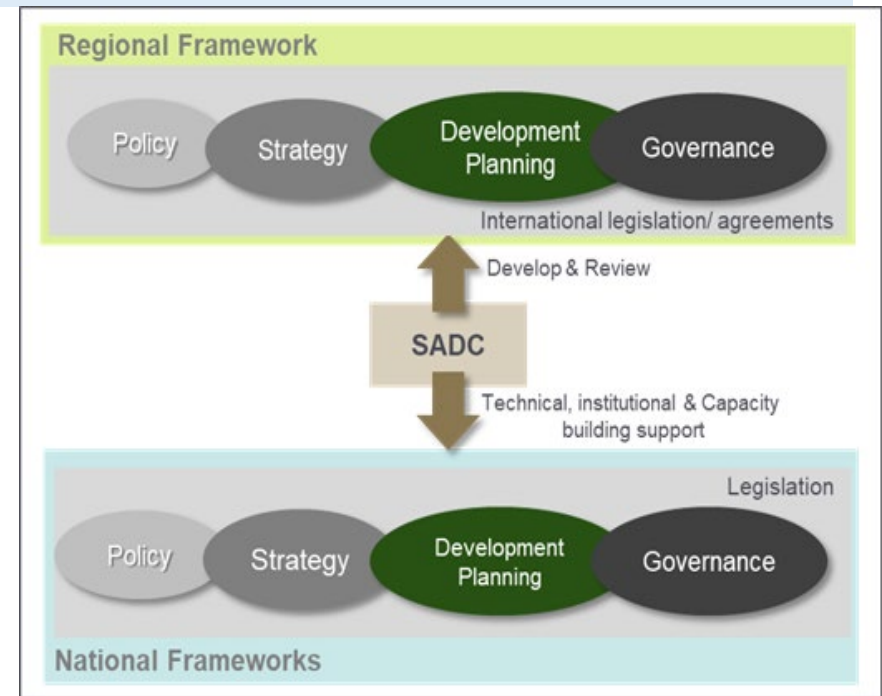 Regional Framework
Policy
Strategy
Development
Planning
Governance
International legislation/ agreements
Develop & Review
SADC
Technical, institutional & Capacity
building support
Legislation
Policy
Strategy
Development
Planning
Governance
National Frameworks